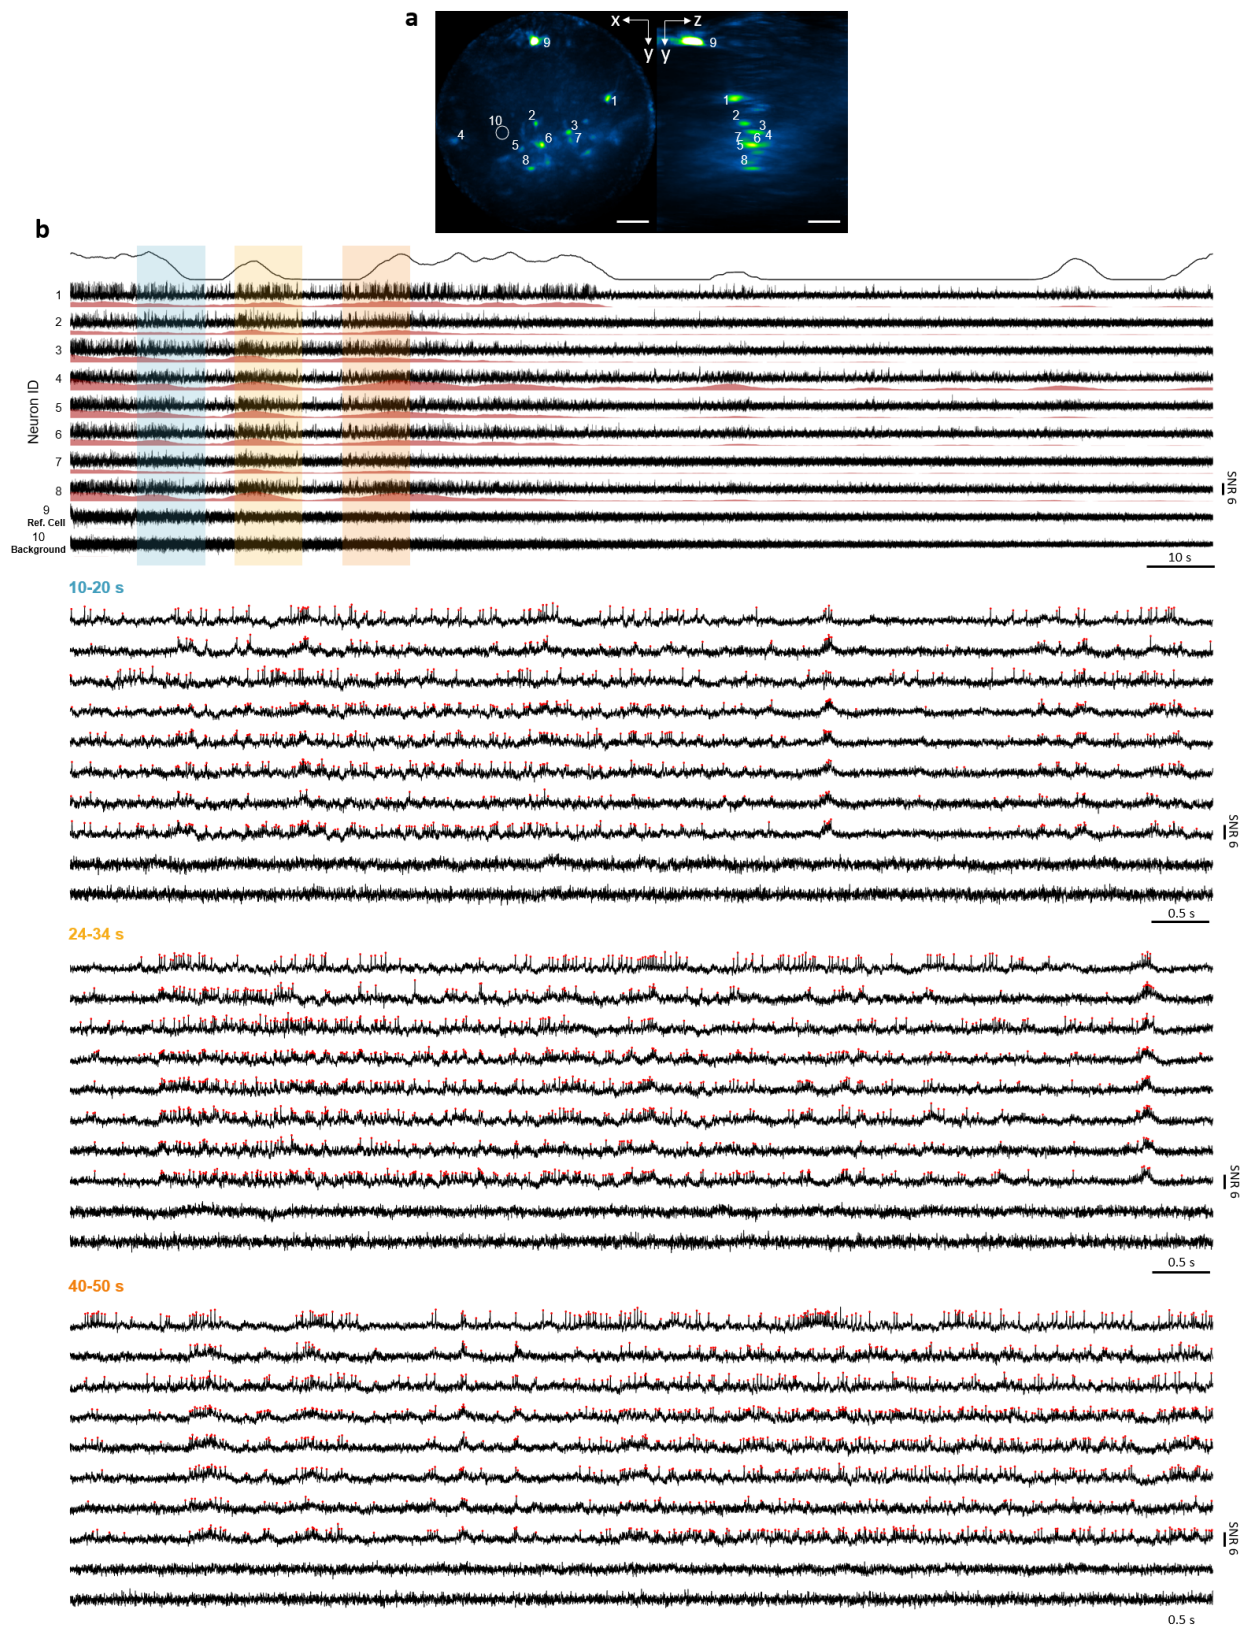 a
x z
y y
9 9
1 1
2 2
10 3 3
4 6 7 7 6 4
5 5
8 8
b
1
2
3
4
5
6
7
8
9
Ref. Cell
10
Background
Neuron ID
SNR 6
10 s
10-20 s
SNR 6
0.5 s
24-34 s
SNR 6
0.5 s
40-50 s
SNR 6
0.5 s